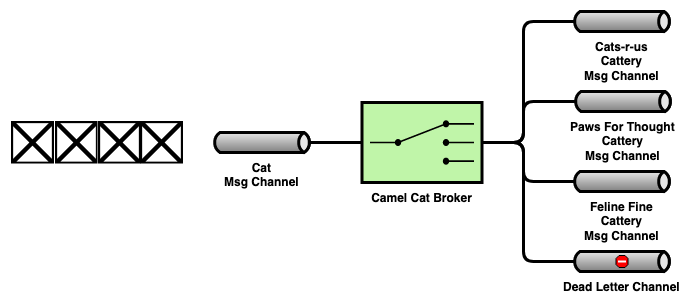 Cat
Msg Channel
Camel Cat Broker
Cats-r-us
Cattery
Msg Channel
Paws For Thought
Cattery
Msg Channel
Feline Fine
Cattery
Msg Channel
Dead Letter Channel